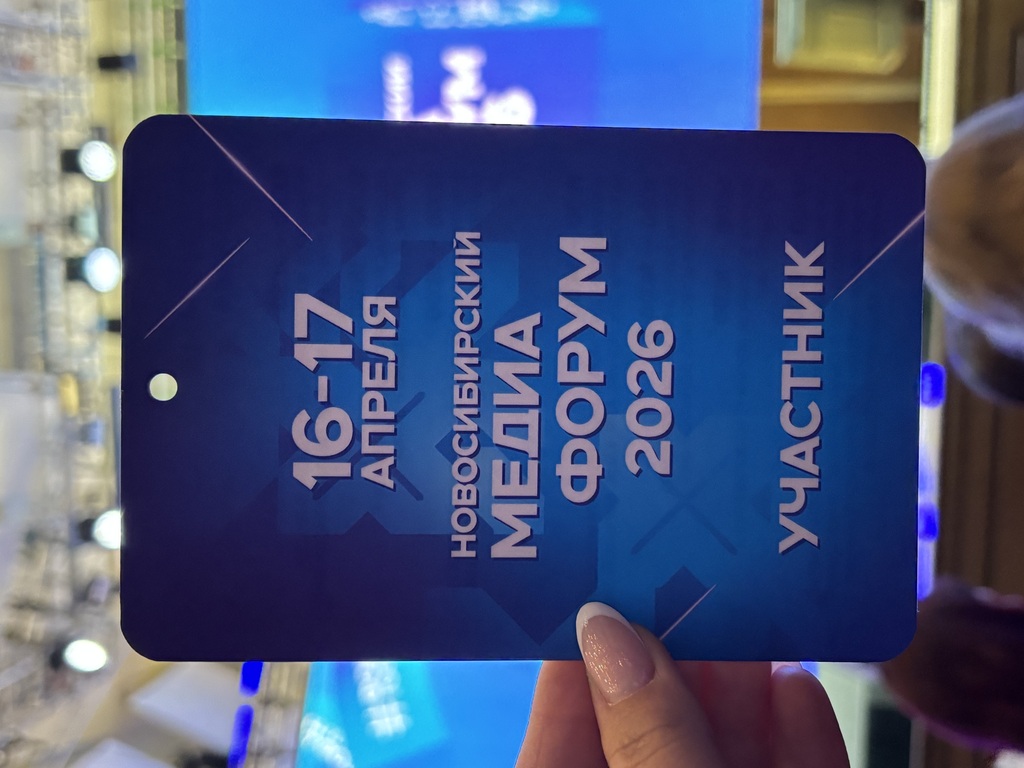 16-17
АПРЕЛЯ
НОВОСИБИРСКИЙ
МЕДИА
ФОРУМ
2026
УЧАСТНИК